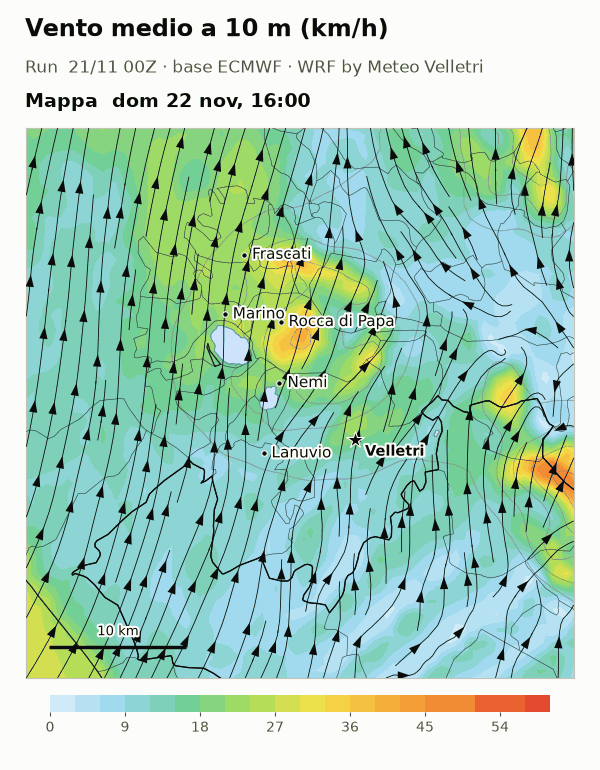 Vento medio a 10 m (km/h)
Run  21/11 00Z · base ECMWF · WRF by Meteo Velletri
Mappa  dom 22 nov, 16:00
Frascati
Marino
Rocca di Papa
Nemi
Velletri
Lanuvio
10 km
0 9 18 27 36 45 54